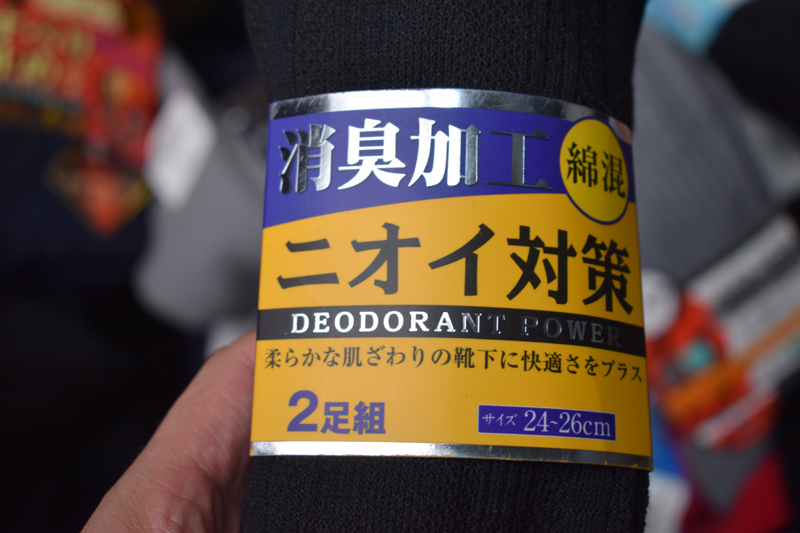 消臭加工
綿混
ニオイ対策
DEODORANT POWER
柔らかな肌ざわりの靴下に快適さをプラス
2足組
サイズ 24~26cm